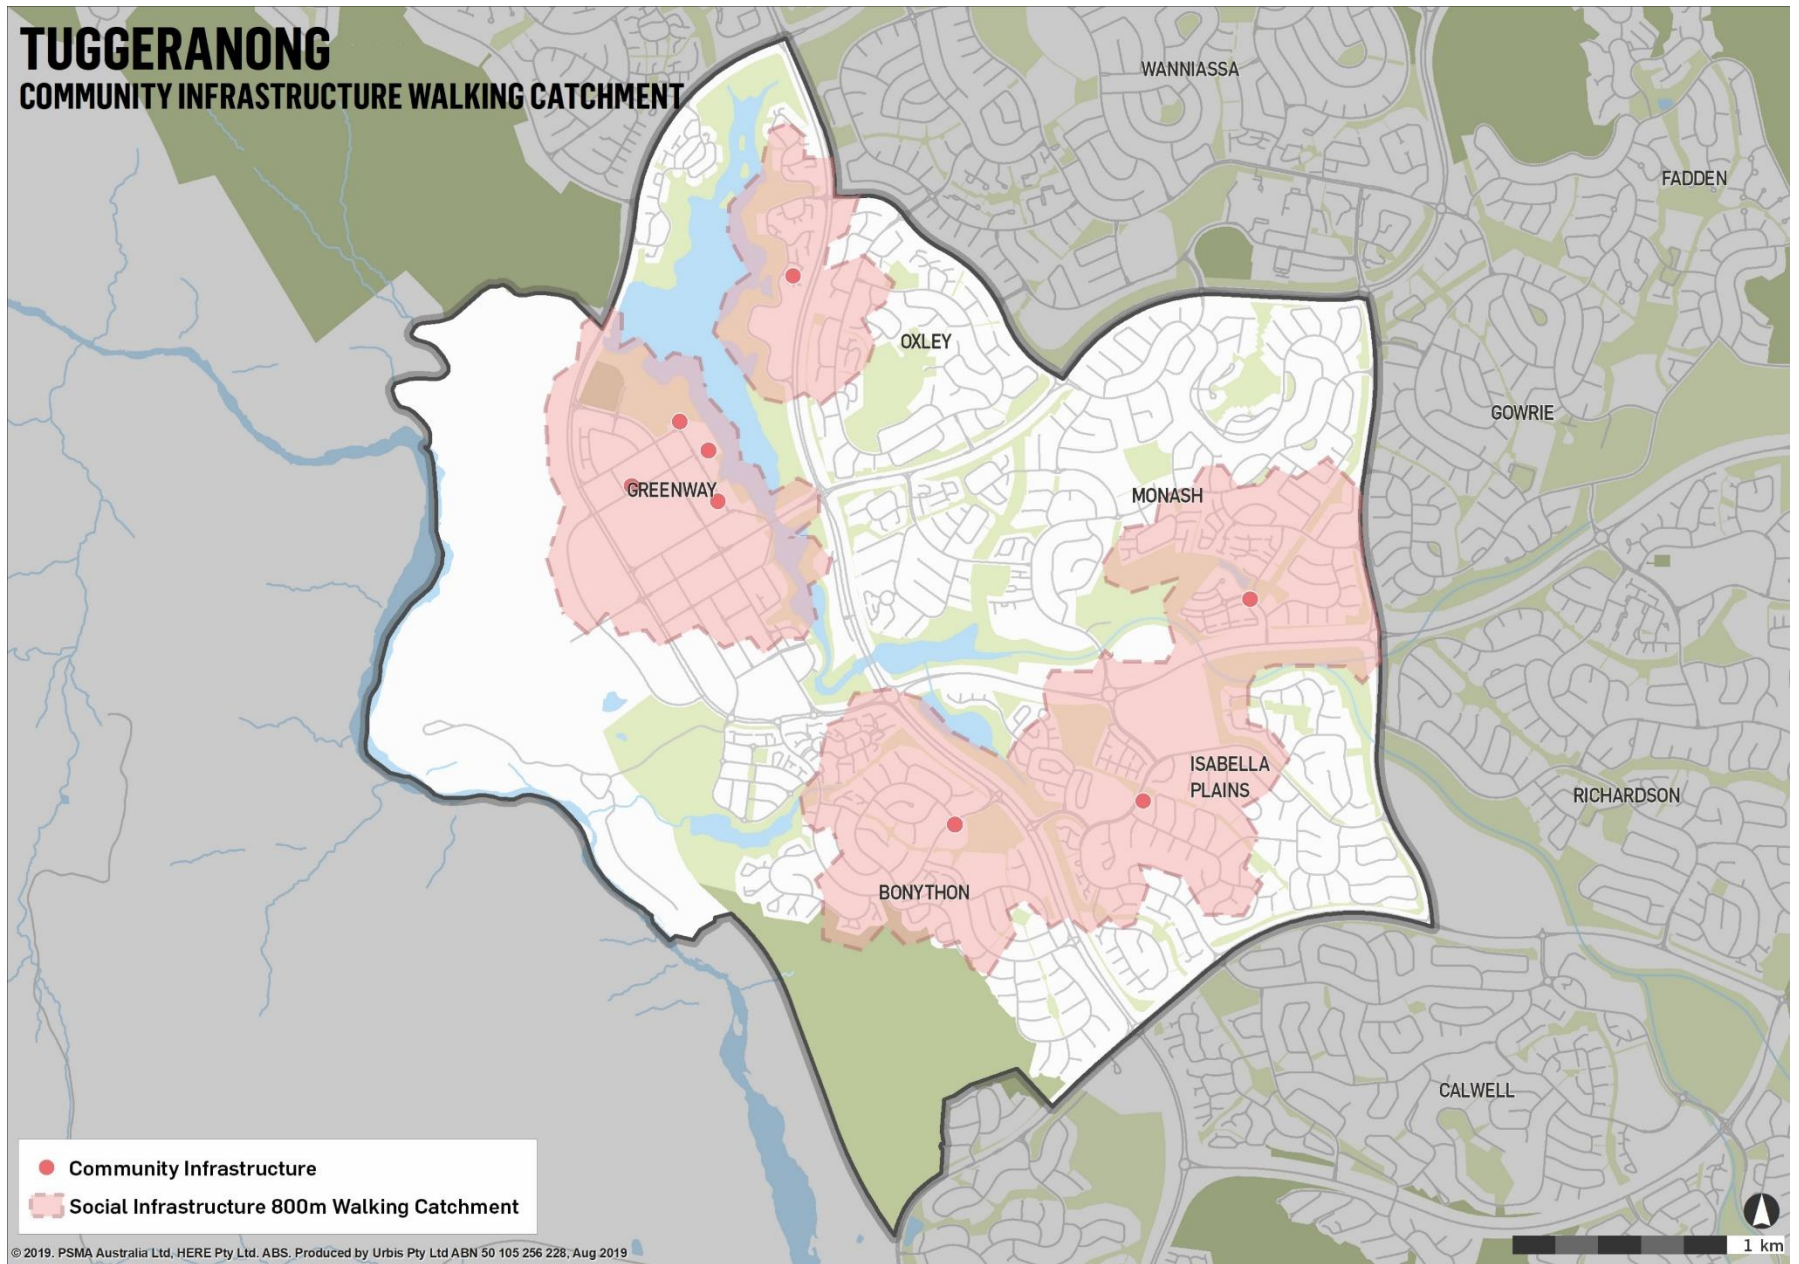 TUGGERANONG
COMMUNITY INFRASTRUCTURE WALKING CATCHMENT
WANNIASSA
FADDEN
OXLEY
GOWRIE
GREENWAY
MONASH
ISABELLA
PLAINS
RICHARDSON
BONYTHON
CALWELL
Community Infrastructure
Social Infrastructure 800m Walking Catchment
© 2019. PSMA Australia Ltd, HERE Pty Ltd. ABS. Produced by Urbis Pty Ltd ABN 50 105 256 228, Aug 2019
1 km